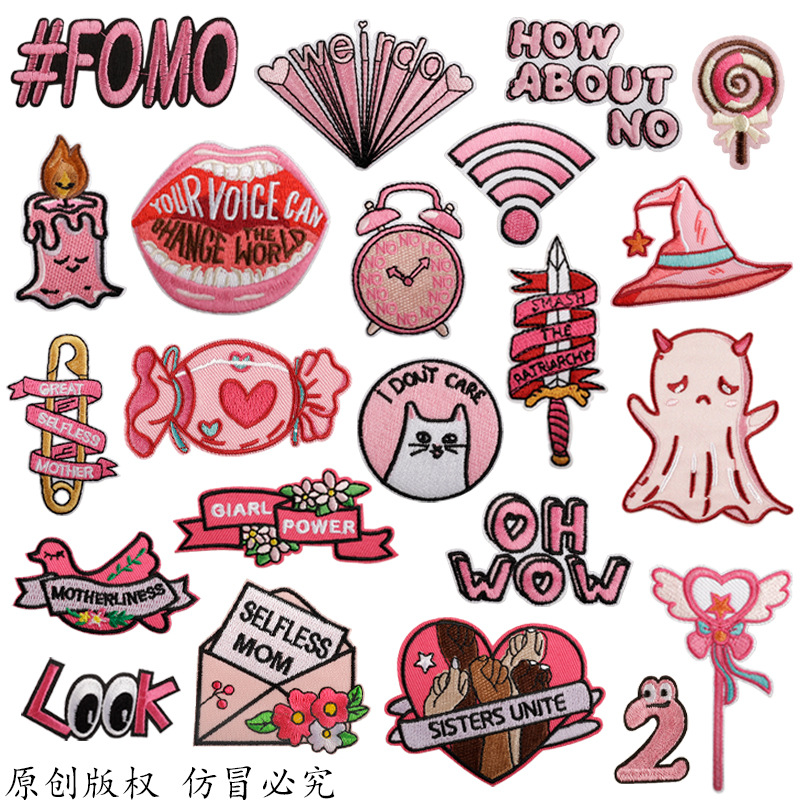 #FOMO
weirdo
HOW
ABOUT
NO
YOUR VOICE CAN
CHANGE THE
WORLD
NO NO NO NO NO NO NO NO NO NO NO NO
SMASH
THE
PATRIARCHY
GREAT
SELFLESS
MOTHER
I DON'T CARE
GIARL
POWER
OH
WOW
MOTHERLINESS
SELFLESS
MOM
SISTERS UNITE
LOOK
2
原创版权 仿冒必究